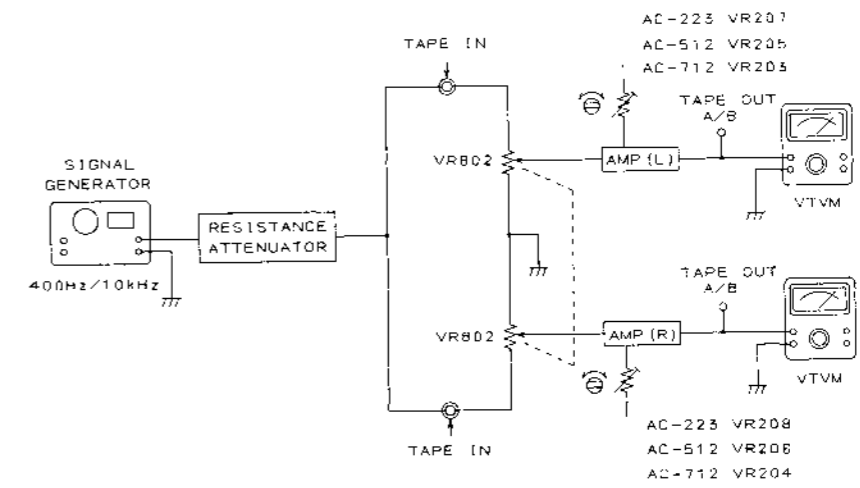 AC-223 VR207
AC-512 VR205
AC-712 VR203
TAPE IN
TAPE OUT
A/B
VR802
AMP (L)
VTVM
SIGNAL
GENERATOR
RESISTANCE
ATTENUATOR
400Hz/10kHz
TAPE OUT
A/B
VR802
AMP (R)
VTVM
TAPE IN
AC-223 VR208
AC-512 VR206
AC-712 VR204